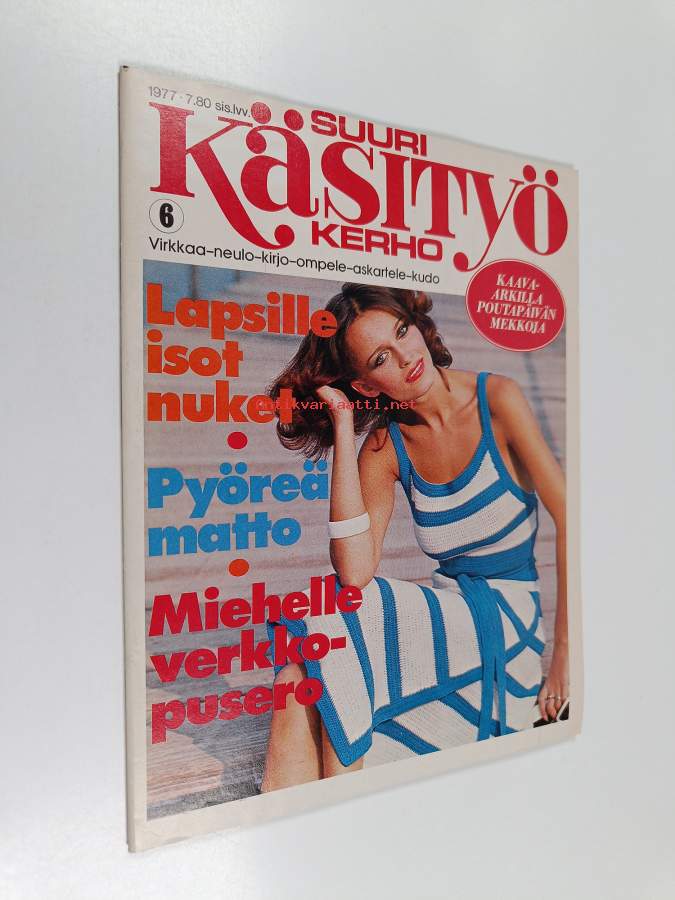 1977 · 7.80 sis.lvv.
SUURI
KÄSITYÖ
KERHO
6
Virkkaa–neulo–kirjo–ompele–askartele–kudo
KAAVA-
ARKILLA
POUTAPÄIVÄN
MEKKOJA
Lapsille
isot
nuket
antikvariaatti.net
Pyöreä
matto
Miehelle
verkko-
pusero